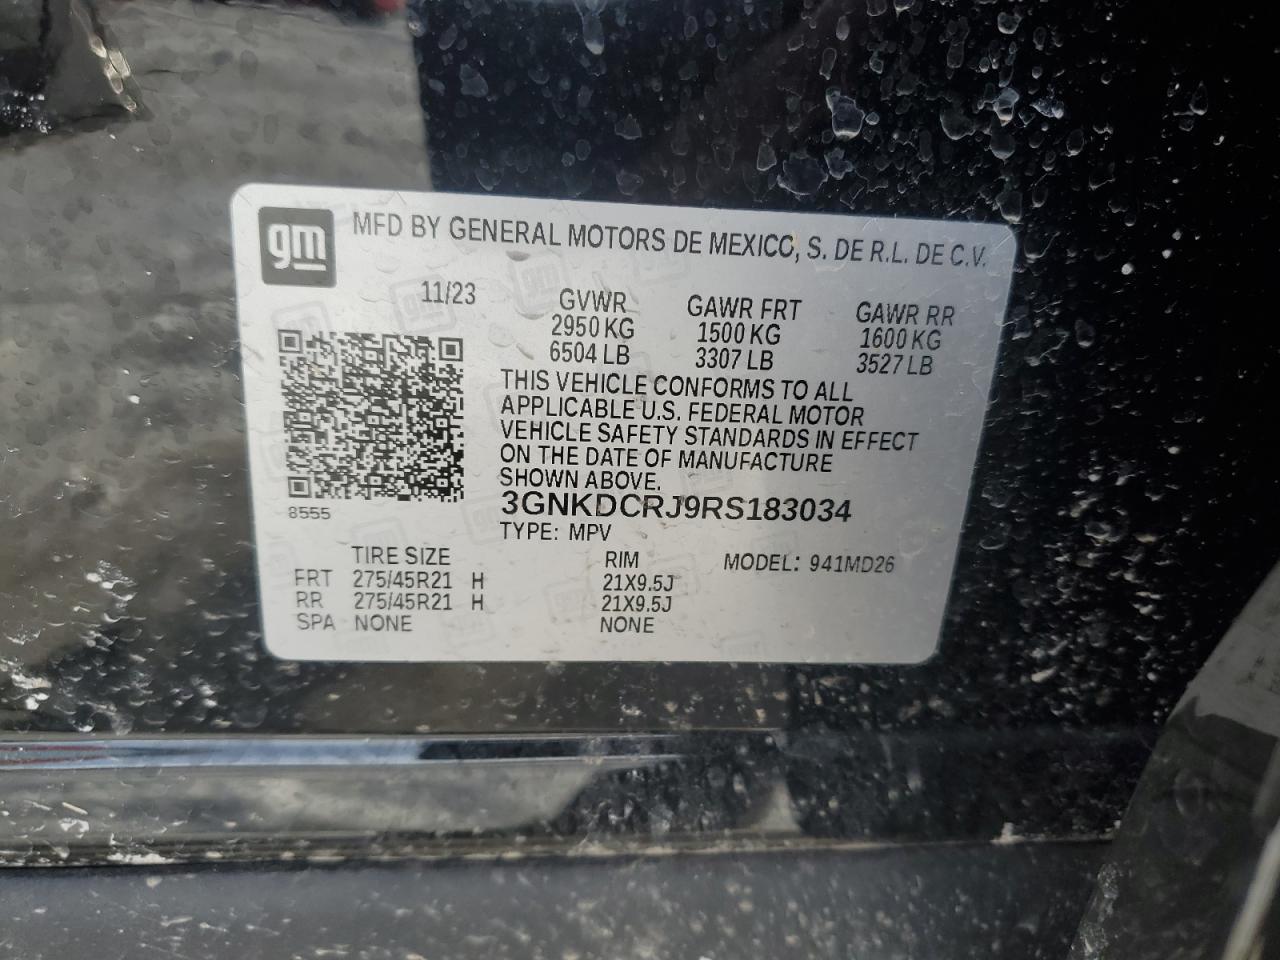 gm
MFD BY GENERAL MOTORS DE MEXICO, S. DE R.L. DE C.V.
11/23 GVWR GAWR FRT GAWR RR
2950 KG 1500 KG 1600 KG
6504 LB 3307 LB 3527 LB
THIS VEHICLE CONFORMS TO ALL
APPLICABLE U.S. FEDERAL MOTOR
VEHICLE SAFETY STANDARDS IN EFFECT
ON THE DATE OF MANUFACTURE
SHOWN ABOVE.
8555
3GNKDCRJ9RS183034
TYPE: MPV
TIRE SIZE RIM MODEL: 941MD26
FRT 275/45R21 H 21X9.5J
RR 275/45R21 H 21X9.5J
SPA NONE NONE